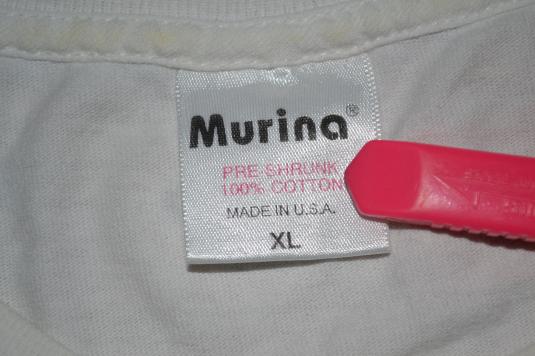 Murina®
PRE-SHRUNK
100% COTTON
MADE IN U.S.A.
XL